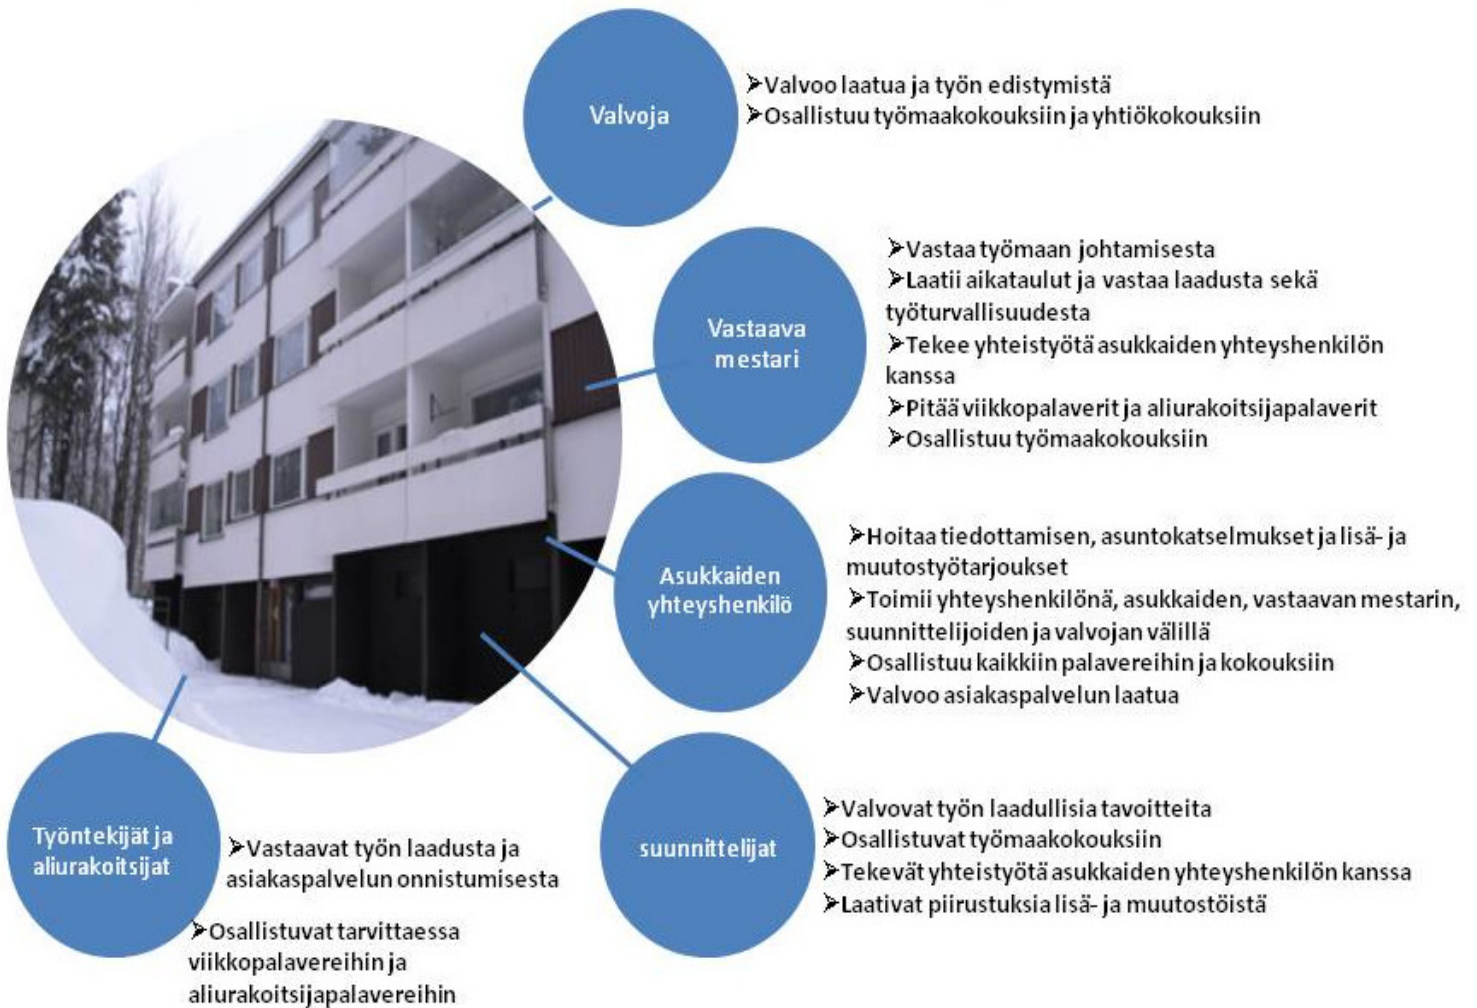 Valvoja
➢Valvoo laatua ja työn edistymistä
➢Osallistuu työmaakokouksiin ja yhtiökokouksiin
Vastaava
mestari
➢Vastaa työmaan johtamisesta
➢Laatii aikataulut ja vastaa laadusta sekä
työturvallisuudesta
➢Tekee yhteistyötä asukkaiden yhteyshenkilön
kanssa
➢Pitää viikkopalaverit ja aliurakoitsijapalaverit
➢Osallistuu työmaakokouksiin
Asukkaiden
yhteyshenkilö
➢Hoitaa tiedottamisen, asuntokatselmukset ja lisä- ja
muutostyötarjoukset
➢Toimii yhteyshenkilönä, asukkaiden, vastaavan mestarin,
suunnittelijoiden ja valvojan välillä
➢Osallistuu kaikkiin palavereihin ja kokouksiin
➢Valvoo asiakaspalvelun laatua
suunnittelijat
➢Valvovat työn laadullisia tavoitteita
➢Osallistuvat työmaakokouksiin
➢Tekevät yhteistyötä asukkaiden yhteyshenkilön kanssa
➢Laativat piirustuksia lisä- ja muutostöistä
Työntekijät ja
aliurakoitsijat
➢Vastaavat työn laadusta ja
asiakaspalvelun onnistumisesta
➢Osallistuvat tarvittaessa
viikkopalavereihin ja
aliurakoitsijapalavereihin